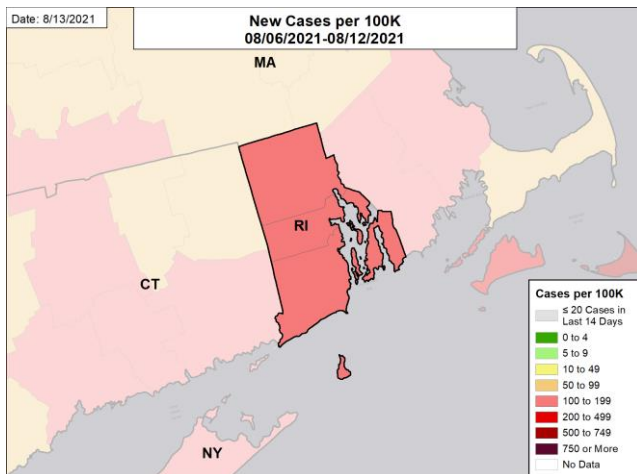 Date: 8/13/2021
New Cases per 100K
08/06/2021-08/12/2021
MA
RI
CT
NY
Cases per 100K
≤ 20 Cases in
Last 14 Days
0 to 4
5 to 9
10 to 49
50 to 99
100 to 199
200 to 499
500 to 749
750 or More
No Data